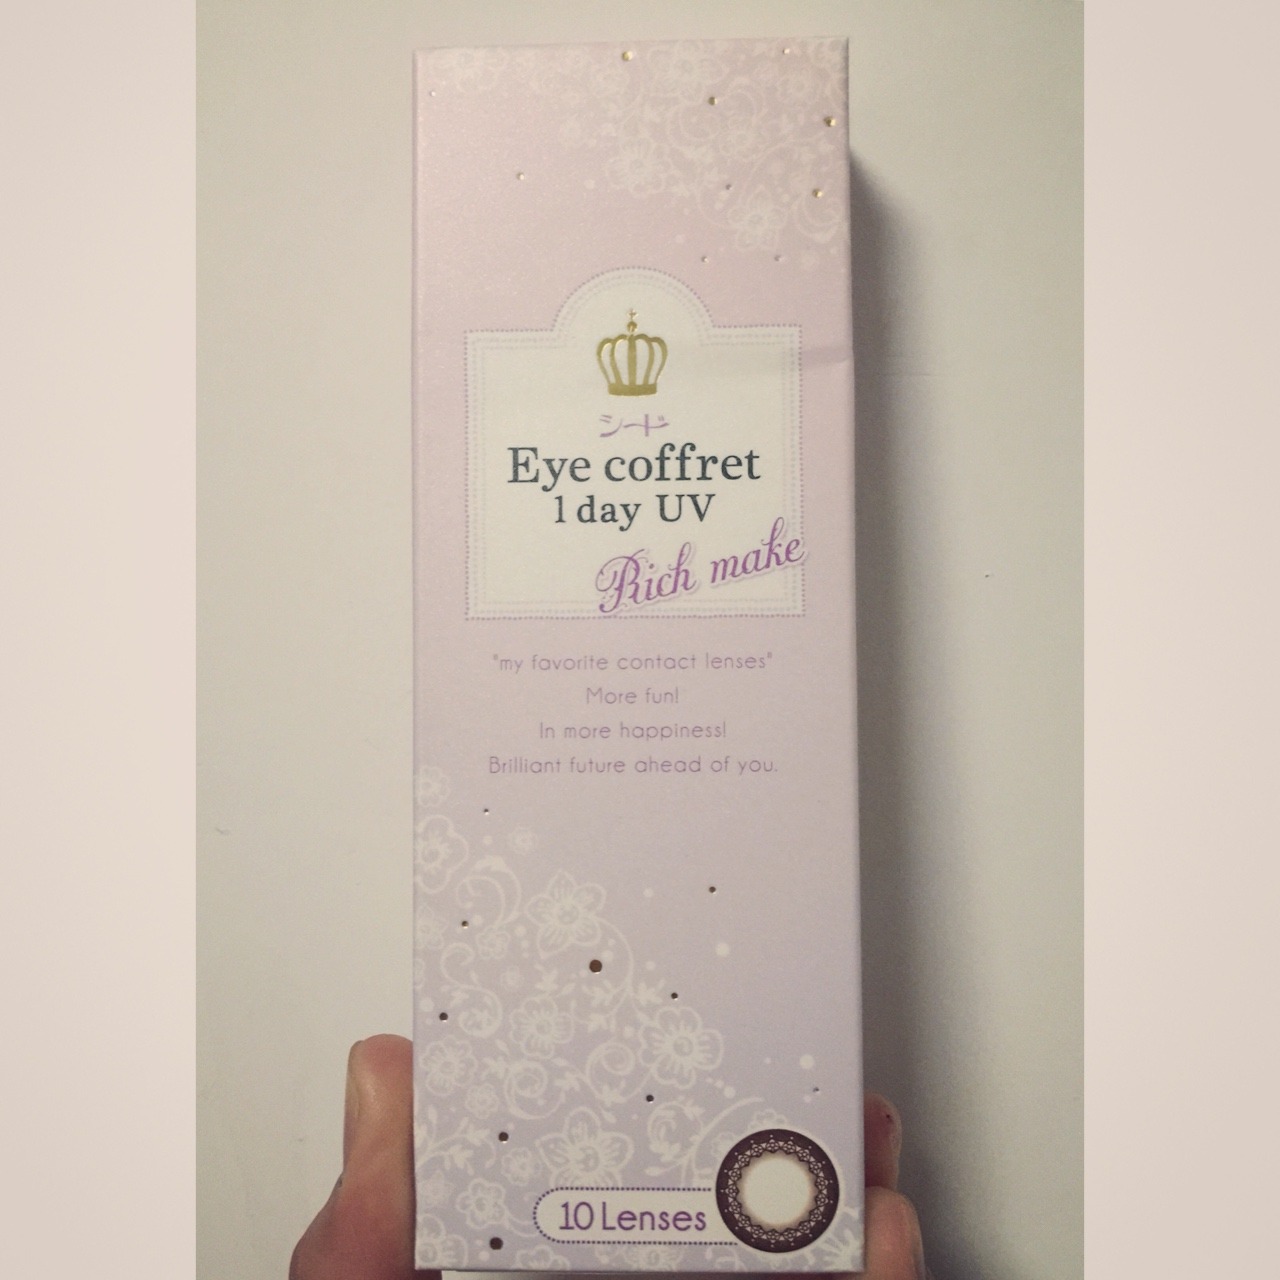 シード
Eye coffret
1 day UV
Rich make
"my favorite contact lenses"
More fun!
In more happiness!
Brilliant future ahead of you.
10 Lenses